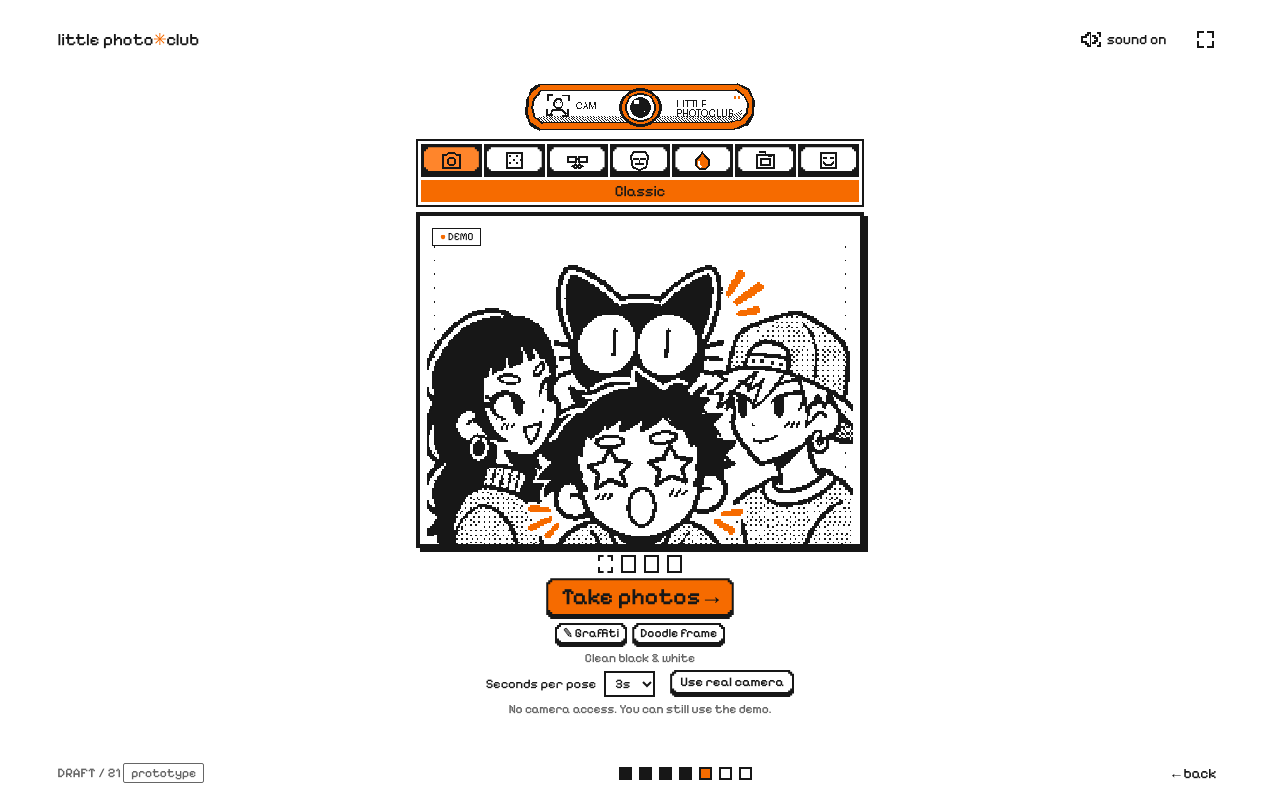 little photo✳club
sound on
CAM
LITTLE
PHOTOCLUB
Classic
DEMO
Take photos→
✎ Graffiti
Doodle frame
Clean black & white
Seconds per pose
3s
Use real camera
No camera access. You can still use the demo.
DRAFT / 21
prototype
←back